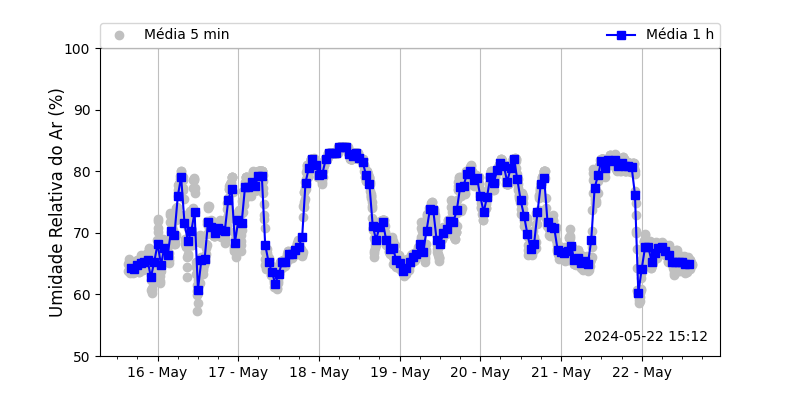 Média 5 min
Média 1 h
100
90
80
70
60
50
Umidade Relativa do Ar (%)
2024-05-22 15:12
16 - May
17 - May
18 - May
19 - May
20 - May
21 - May
22 - May